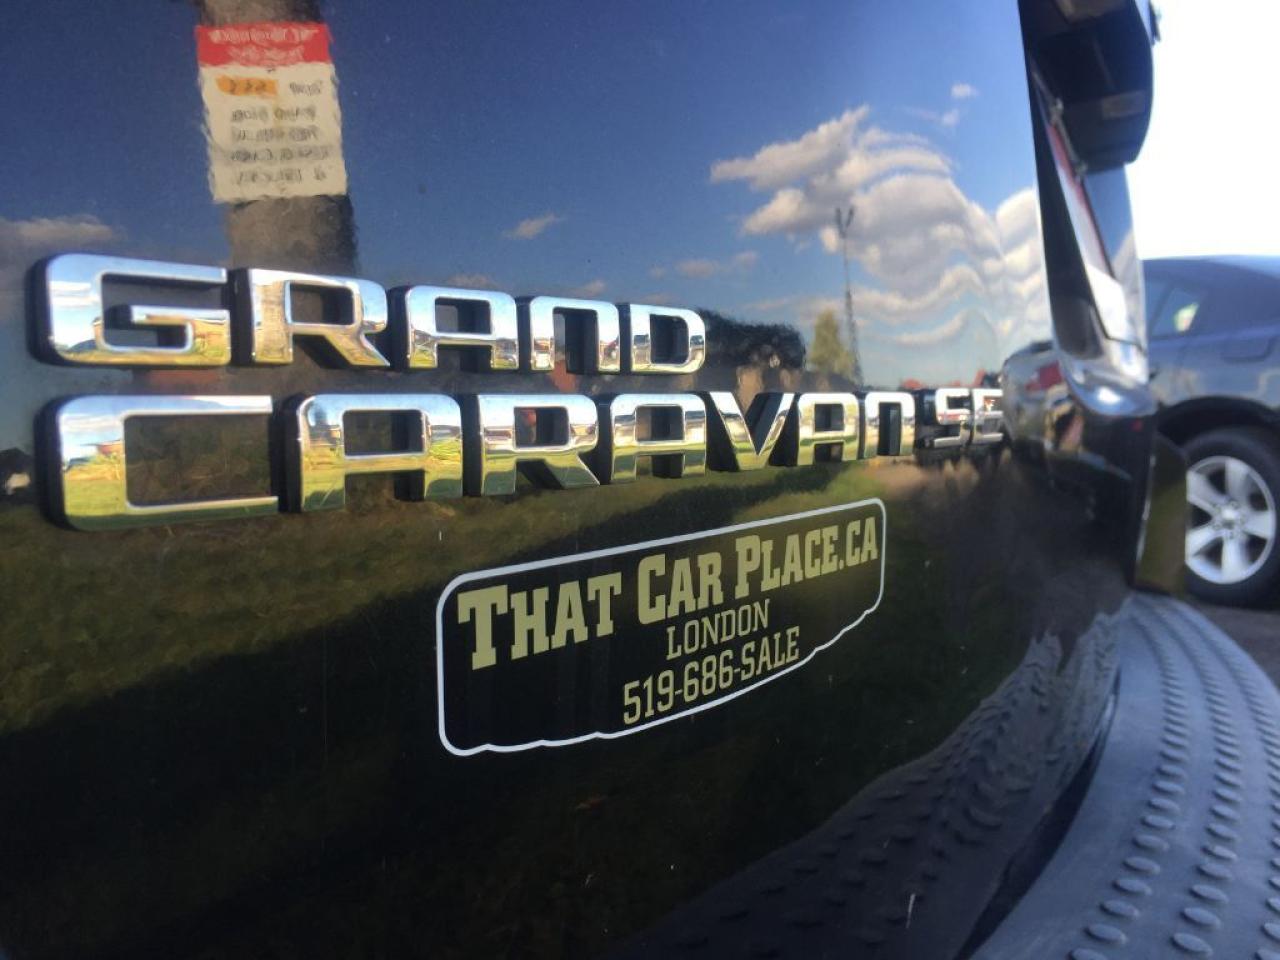 GRAND
CARAVAN SE
THAT CAR PLACE.CA
LONDON
519-686-SALE